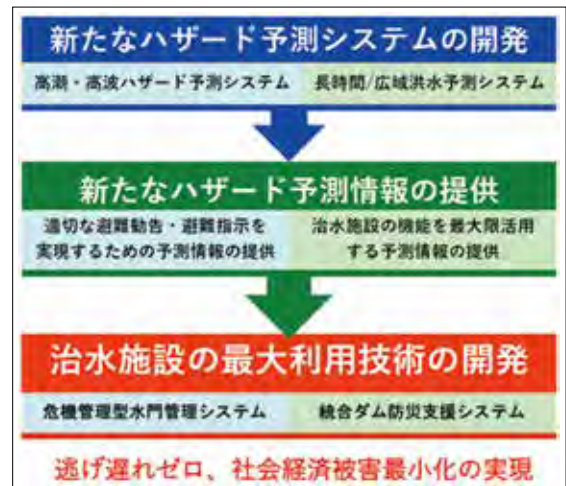 新たなハザード予測システムの開発
高潮・高波ハザード予測システム
長時間/広域洪水予測システム
新たなハザード予測情報の提供
適切な避難勧告・避難指示を
実現するための予測情報の提供
治水施設の機能を最大限活用
する予測情報の提供
治水施設の最大利用技術の開発
危機管理型水門管理システム
統合ダム防災支援システム
逃げ遅れゼロ、社会経済被害最小化の実現